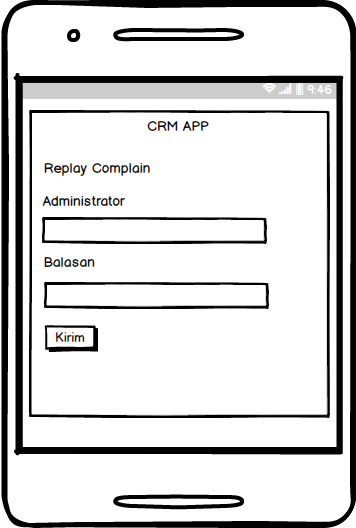 9:46
CRM APP
Replay Complain
Administrator
Balasan
Kirim